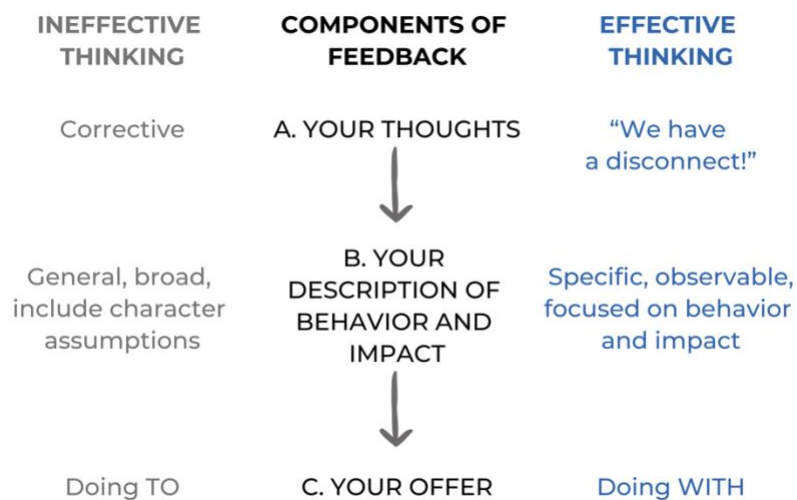 INEFFECTIVE
THINKING
COMPONENTS OF
FEEDBACK
EFFECTIVE
THINKING
Corrective
A. YOUR THOUGHTS
“We have
a disconnect!”
General, broad,
include character
assumptions
B. YOUR
DESCRIPTION OF
BEHAVIOR AND
IMPACT
Specific, observable,
focused on behavior
and impact
Doing TO
C. YOUR OFFER
Doing WITH